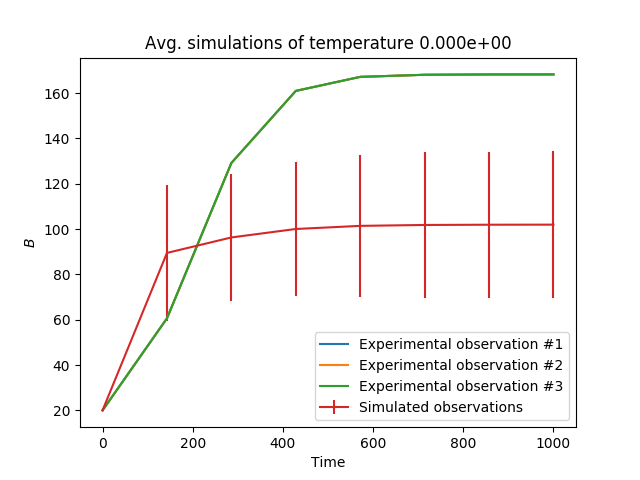 Avg. simulations of temperature 0.000e+00
160
140
120
100
80
60
40
20
B
0
200
400
600
800
1000
Time
Experimental observation #1
Experimental observation #2
Experimental observation #3
Simulated observations